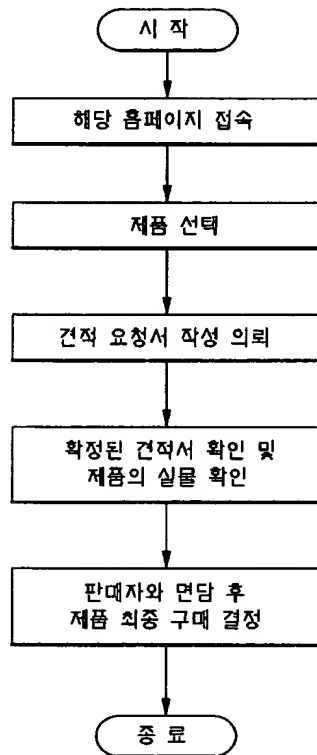 시 작
해당 홈페이지 접속
제품 선택
견적 요청서 작성 의뢰
확정된 견적서 확인 및
제품의 실물 확인
판매자와 면담 후
제품 최종 구매 결정
종 료